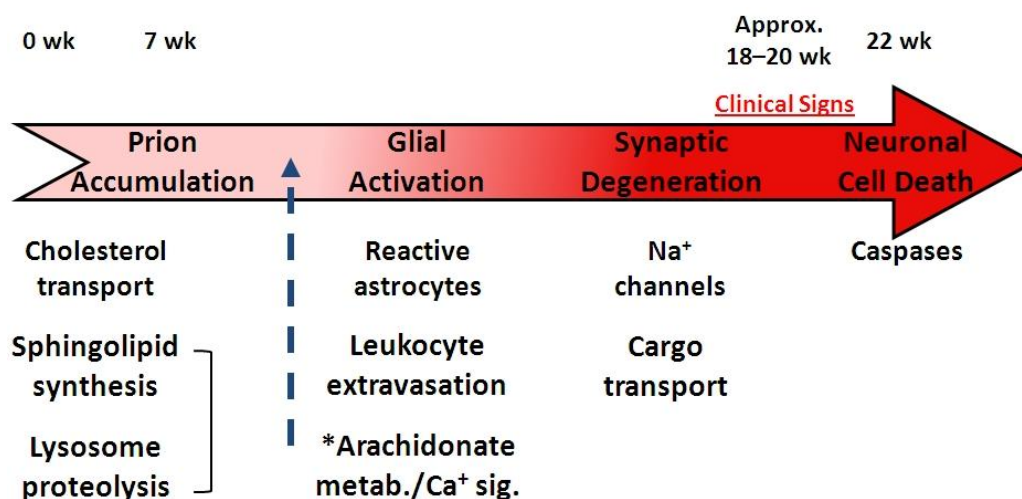 0 wk
7 wk
Approx.
18–20 wk
22 wk
Clinical Signs
Prion
Accumulation
Glial
Activation
Synaptic
Degeneration
Neuronal
Cell Death
Cholesterol
transport
Reactive
astrocytes
Na⁺
channels
Caspases
Sphingolipid
synthesis
Leukocyte
extravasation
Cargo
transport
Lysosome
proteolysis
*Arachidonate
metab./Ca⁺ sig.